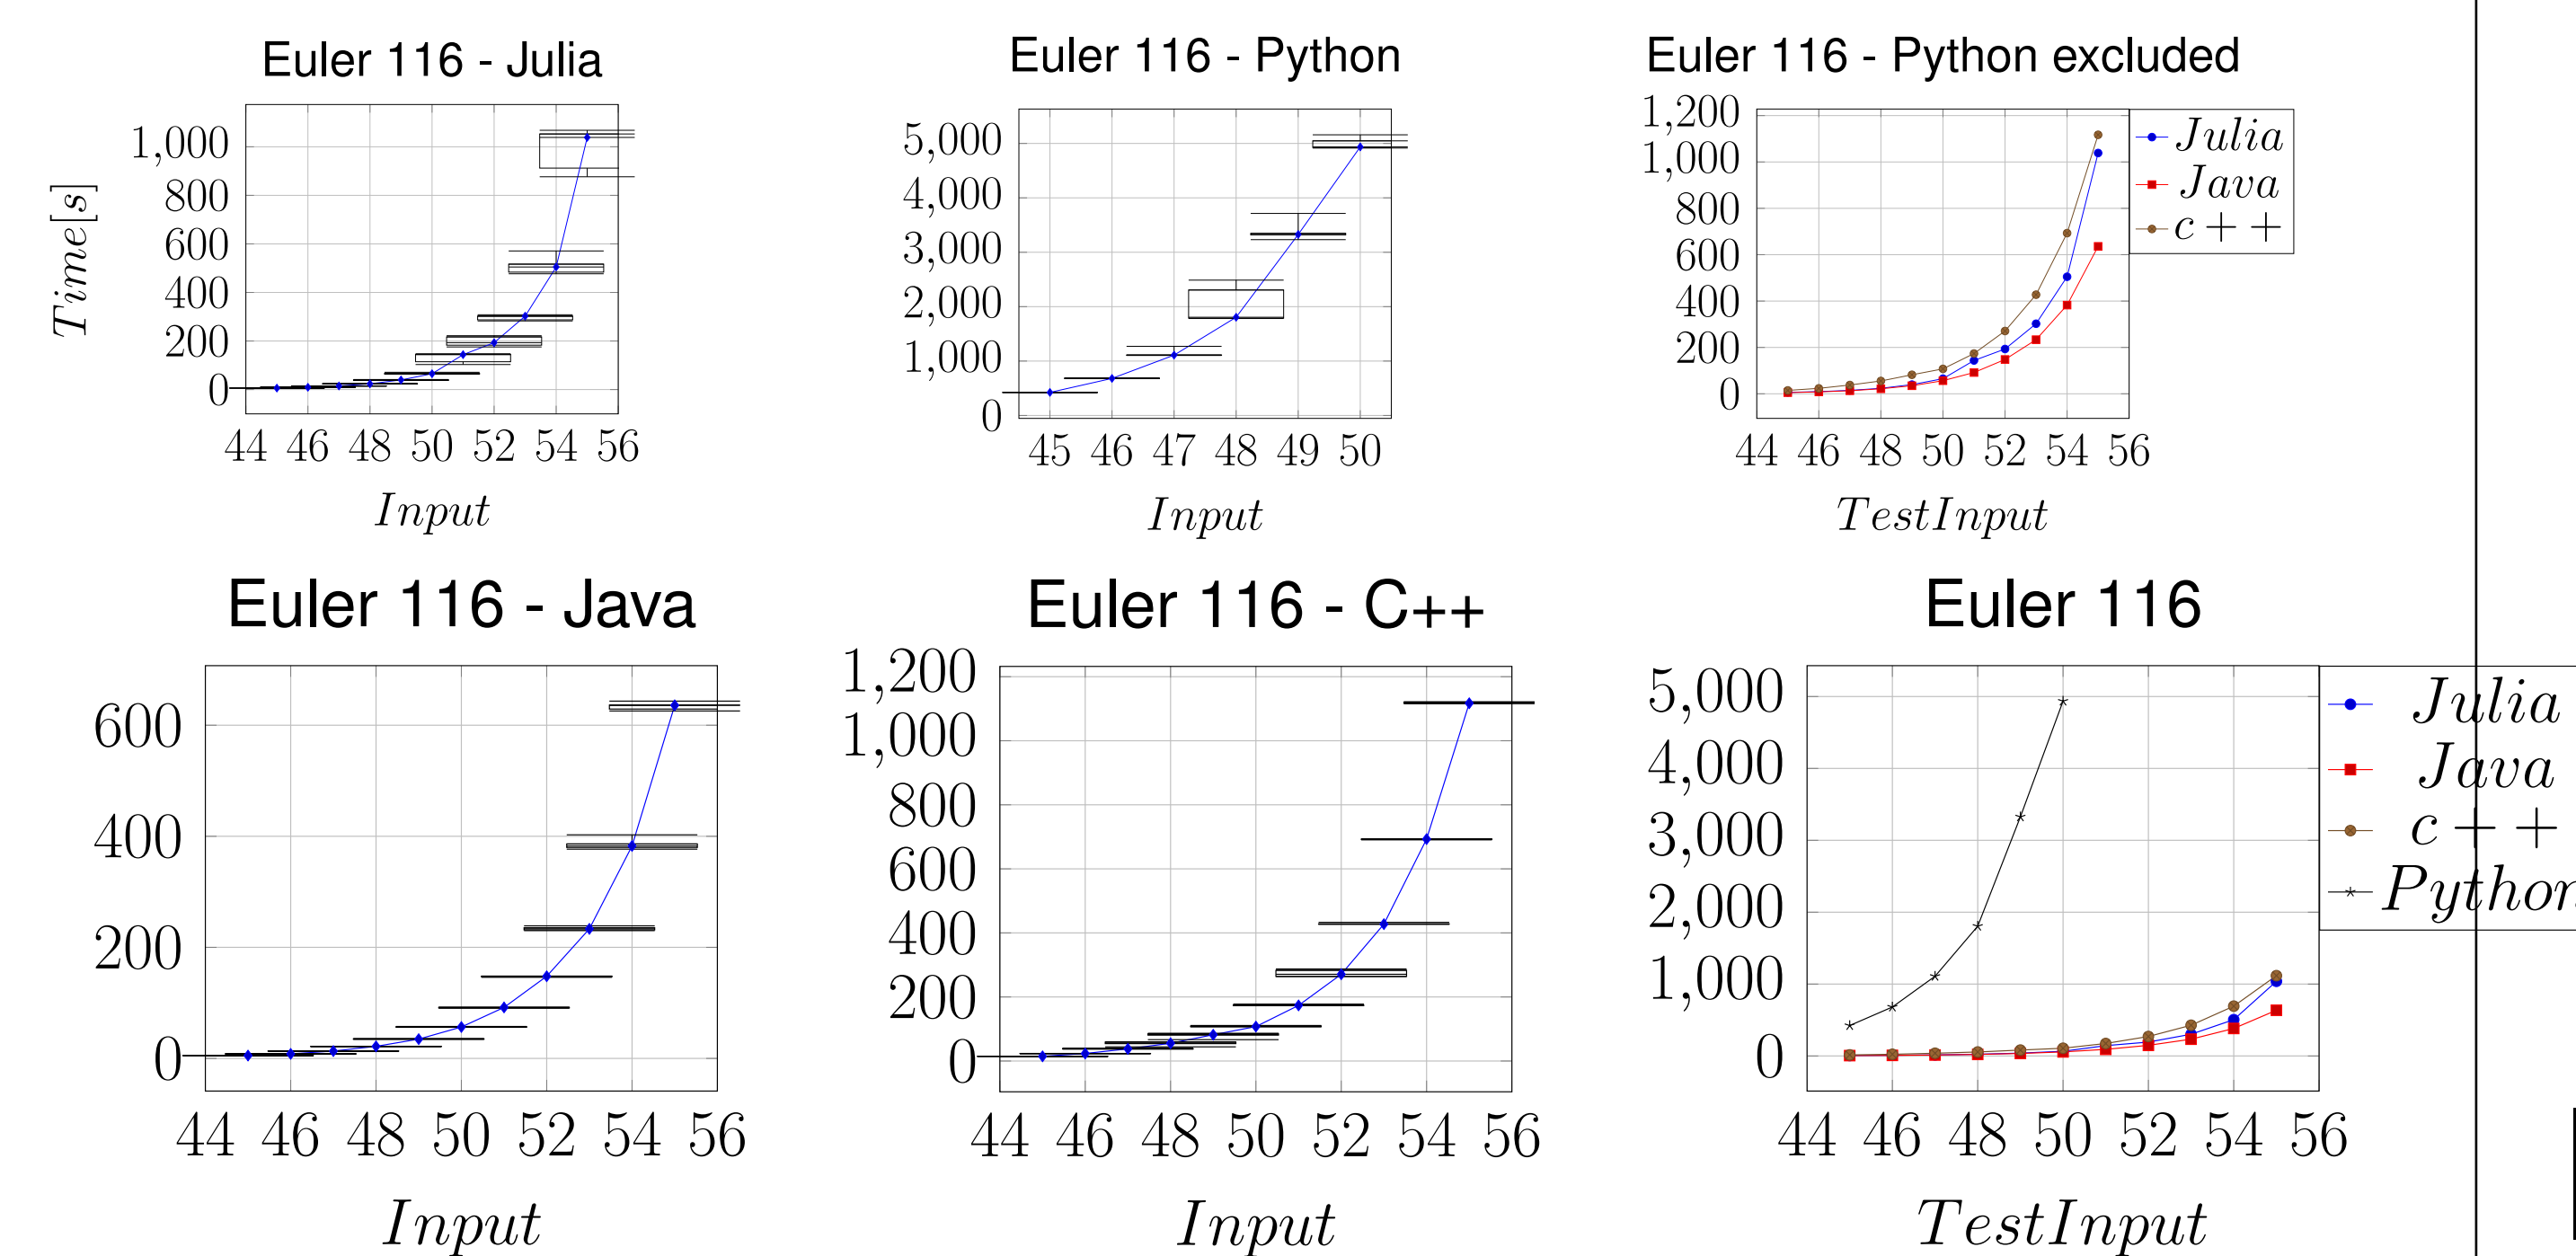 Euler 116 - Julia
Time[s]
1,000
800
600
400
200
0
44 46 48 50 52 54 56
Input
Euler 116 - Python
5,000
4,000
3,000
2,000
1,000
0
45 46 47 48 49 50
Input
Euler 116 - Python excluded
1,200
1,000
800
600
400
200
0
44 46 48 50 52 54 56
TestInput
Julia
Java
c++
Euler 116 - Java
600
400
200
0
44 46 48 50 52 54 56
Input
Euler 116 - C++
1,200
1,000
800
600
400
200
0
44 46 48 50 52 54 56
Input
Euler 116
5,000
4,000
3,000
2,000
1,000
0
44 46 48 50 52 54 56
TestInput
Julia
Java
c++
Python